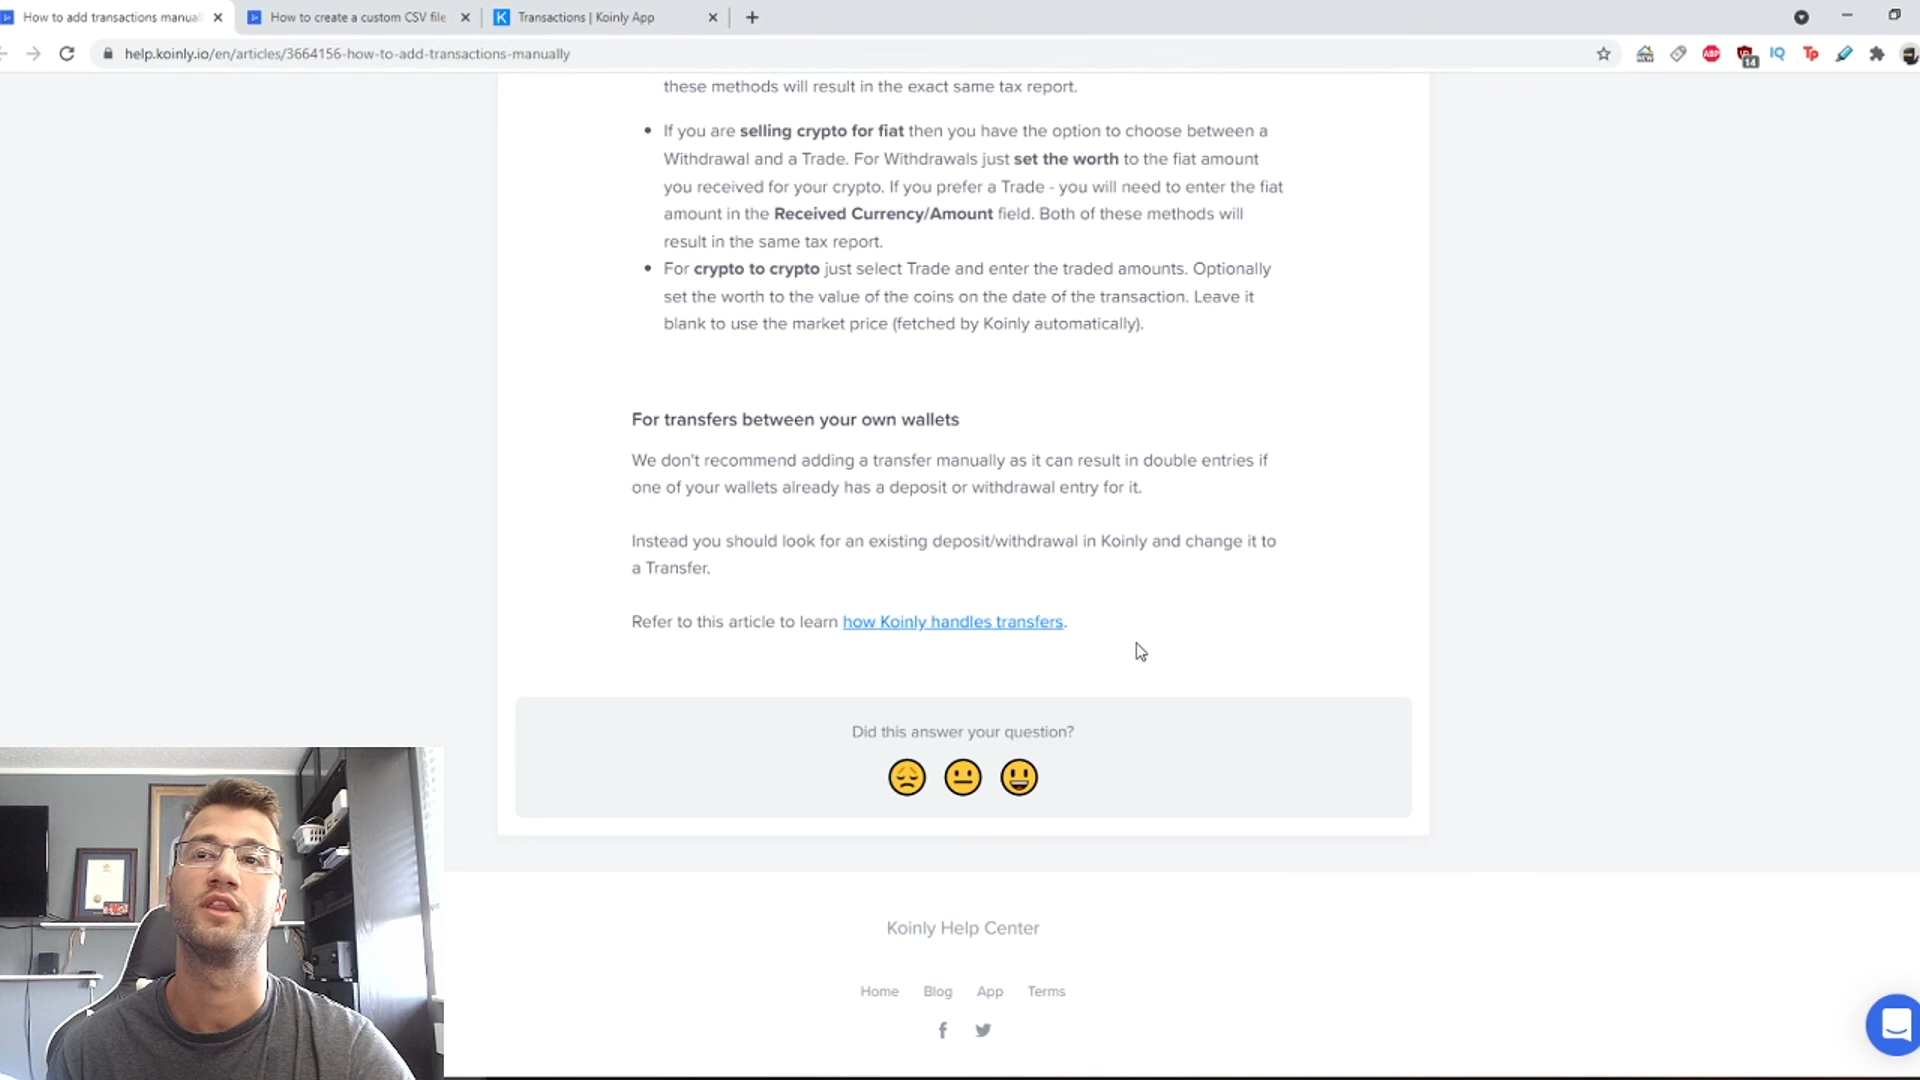 How to add transactions manual
How to create a custom CSV file
Transactions | Koinly App
help.koinly.io/en/articles/3664156-how-to-add-transactions-manually
NEW
ABP
14
IQ
Tp
these methods will result in the exact same tax report.
If you are selling crypto for fiat then you have the option to choose between a
Withdrawal and a Trade. For Withdrawals just set the worth to the fiat amount
you received for your crypto. If you prefer a Trade - you will need to enter the fiat
amount in the Received Currency/Amount field. Both of these methods will
result in the same tax report.
For crypto to crypto just select Trade and enter the traded amounts. Optionally
set the worth to the value of the coins on the date of the transaction. Leave it
blank to use the market price (fetched by Koinly automatically).
For transfers between your own wallets
We don't recommend adding a transfer manually as it can result in double entries if
one of your wallets already has a deposit or withdrawal entry for it.
Instead you should look for an existing deposit/withdrawal in Koinly and change it to
a Transfer.
Refer to this article to learn how Koinly handles transfers.
Did this answer your question?
Koinly Help Center
Home Blog App Terms